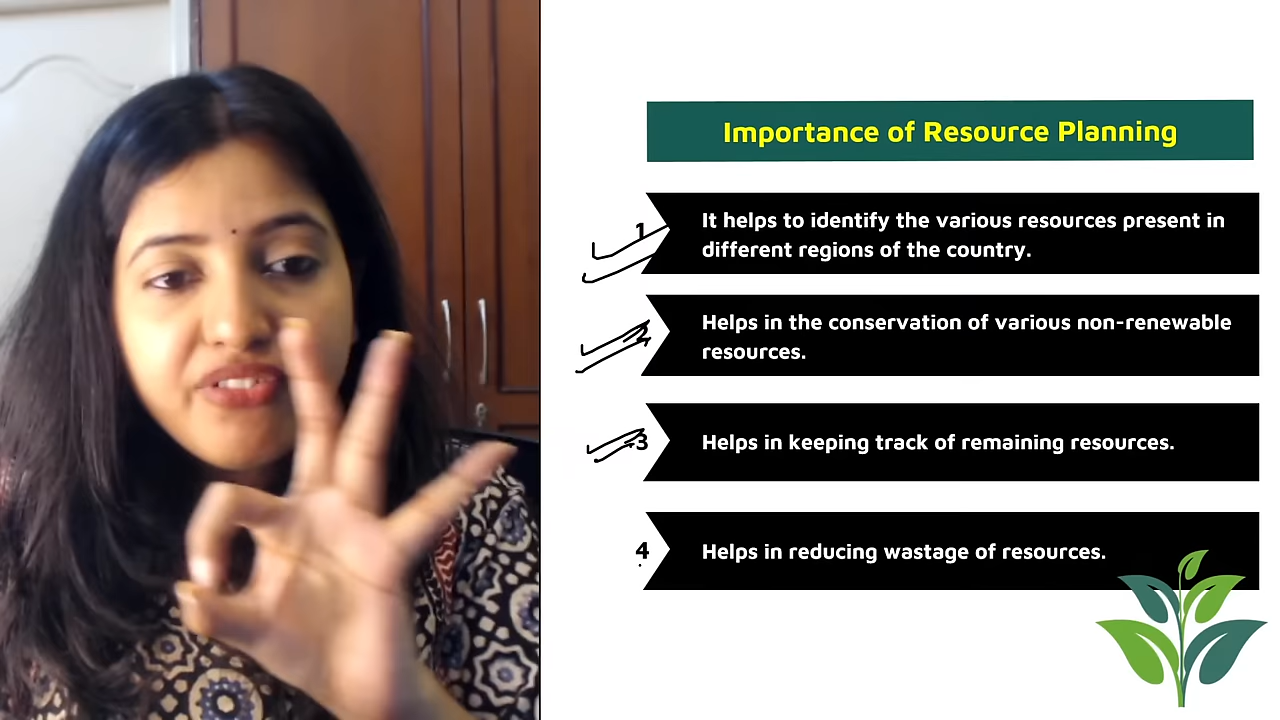 Importance of Resource Planning
1
It helps to identify the various resources present in
different regions of the country.
2
Helps in the conservation of various non-renewable
resources.
3
Helps in keeping track of remaining resources.
4
Helps in reducing wastage of resources.